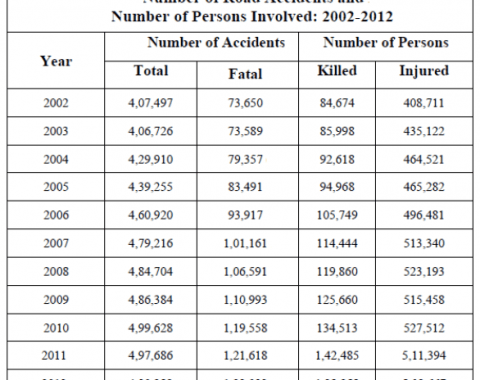 Number of Road Accidents and
Number of Persons Involved: 2002-2012
Year Number of Accidents Number of Persons
Total Fatal Killed Injured
2002 4,07,497 73,650 84,674 408,711
2003 4,06,726 73,589 85,998 435,122
2004 4,29,910 79,357 92,618 464,521
2005 4,39,255 83,491 94,968 465,282
2006 4,60,920 93,917 105,749 496,481
2007 4,79,216 1,01,161 114,444 513,340
2008 4,84,704 1,06,591 119,860 523,193
2009 4,86,384 1,10,993 125,660 515,458
2010 4,99,628 1,19,558 134,513 527,512
2011 4,97,686 1,21,618 1,42,485 5,11,394